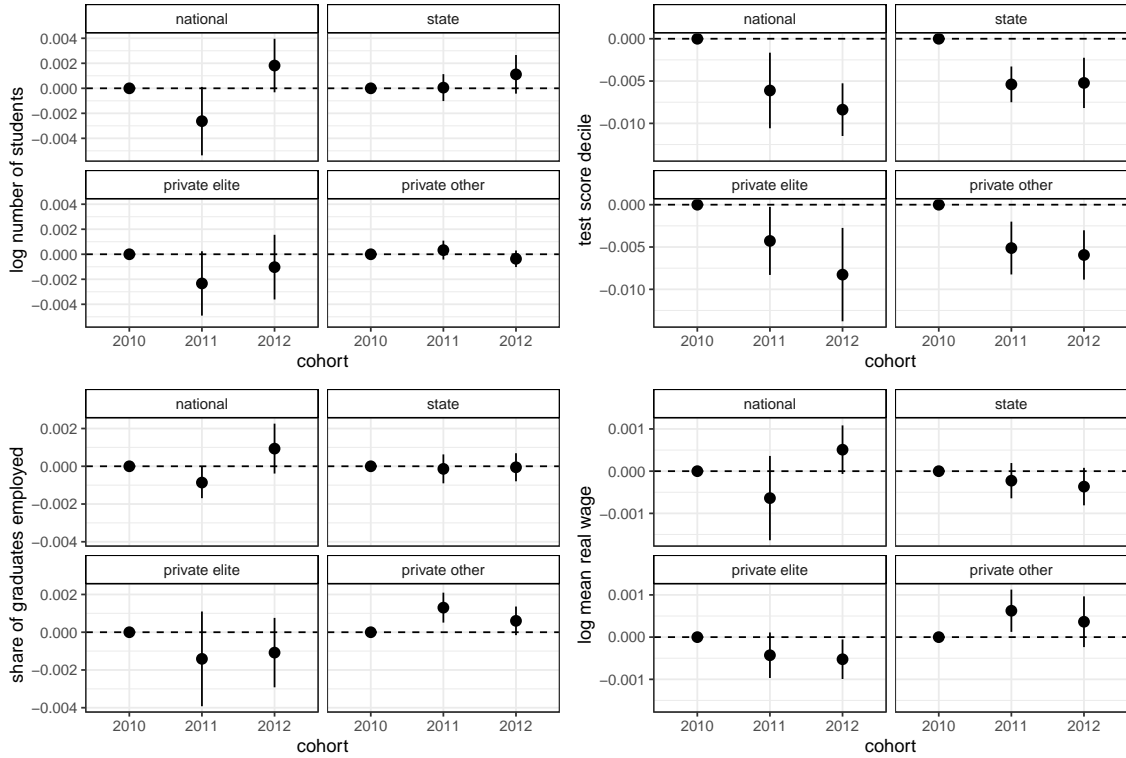 national state
0.004
0.002
0.000
−0.002
−0.004
private elite private other
0.004
0.002
0.000
−0.002
−0.004
2010 2011 2012 2010 2011 2012
cohort
log number of students
national state
0.000
−0.005
−0.010
private elite private other
0.000
−0.005
−0.010
2010 2011 2012 2010 2011 2012
cohort
test score decile
national state
0.002
0.000
−0.002
−0.004
private elite private other
0.002
0.000
−0.002
−0.004
2010 2011 2012 2010 2011 2012
cohort
share of graduates employed
national state
0.001
0.000
−0.001
private elite private other
0.001
0.000
−0.001
2010 2011 2012 2010 2011 2012
cohort
log mean real wage